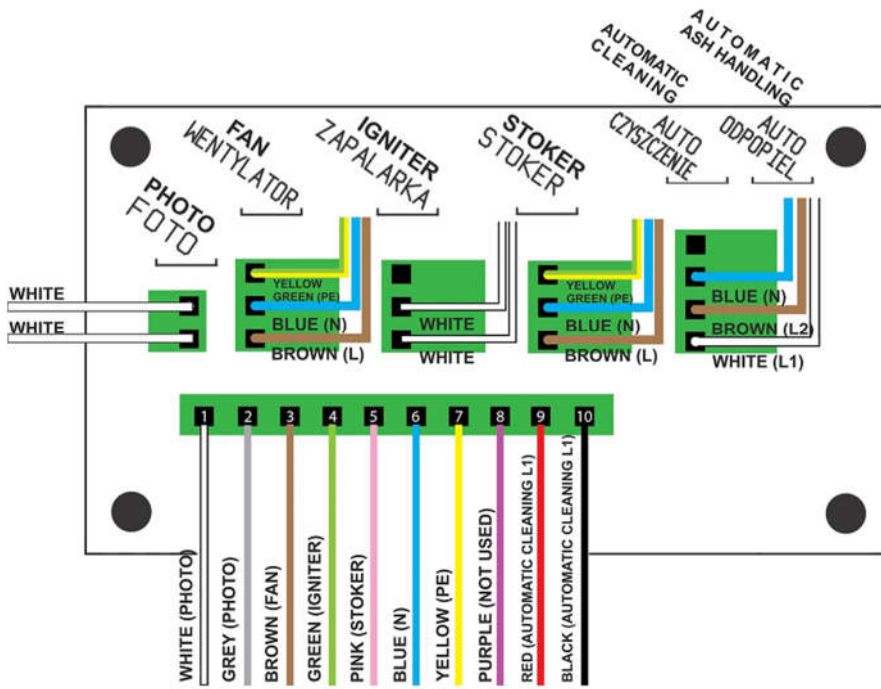 AUTOMATIC
ASH HANDLING
AUTO
ODPOPIEL
AUTOMATIC
CLEANING
AUTO
CZYSZCZENIE
STOKER
STOKER
IGNITER
ZAPALARKA
FAN
WENTYLATOR
PHOTO
FOTO
WHITE
WHITE
YELLOW
GREEN (PE)
BLUE (N)
BROWN (L)
WHITE
WHITE
YELLOW
GREEN (PE)
BLUE (N)
BROWN (L)
BLUE (N)
BROWN (L2)
WHITE (L1)
1 2 3 4 5 6 7 8 9 10
WHITE (PHOTO)
GREY (PHOTO)
BROWN (FAN)
GREEN (IGNITER)
PINK (STOKER)
BLUE (N)
YELLOW (PE)
PURPLE (NOT USED)
RED (AUTOMATIC CLEANING L1)
BLACK (AUTOMATIC CLEANING L1)